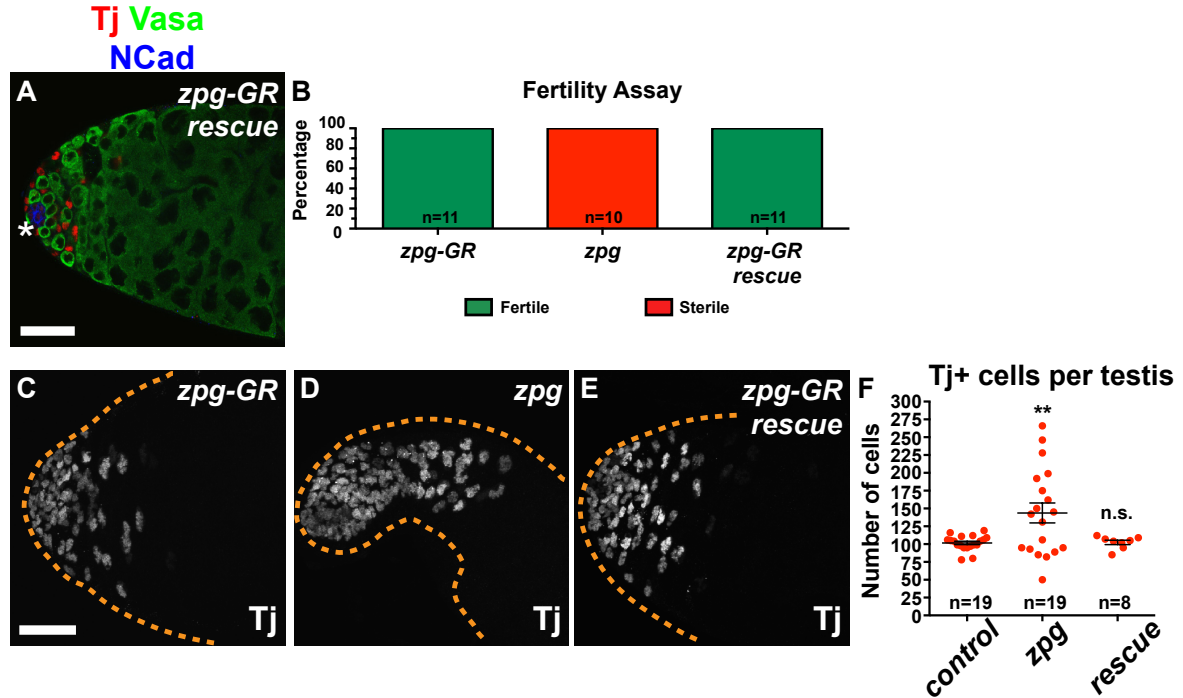 Tj Vasa
NCad
A
zpg-GR
rescue
*
B
Fertility Assay
Percentage
100
80
60
40
20
0
n=11
n=10
n=11
zpg-GR
zpg
zpg-GR
rescue
Fertile
Sterile
C
zpg-GR
Tj
D
zpg
E
zpg-GR
rescue
Tj
F
Tj+ cells per testis
Number of cells
300
275
250
225
200
175
150
125
100
75
50
25
0
**
n.s.
n=19
n=19
n=8
control
zpg
rescue